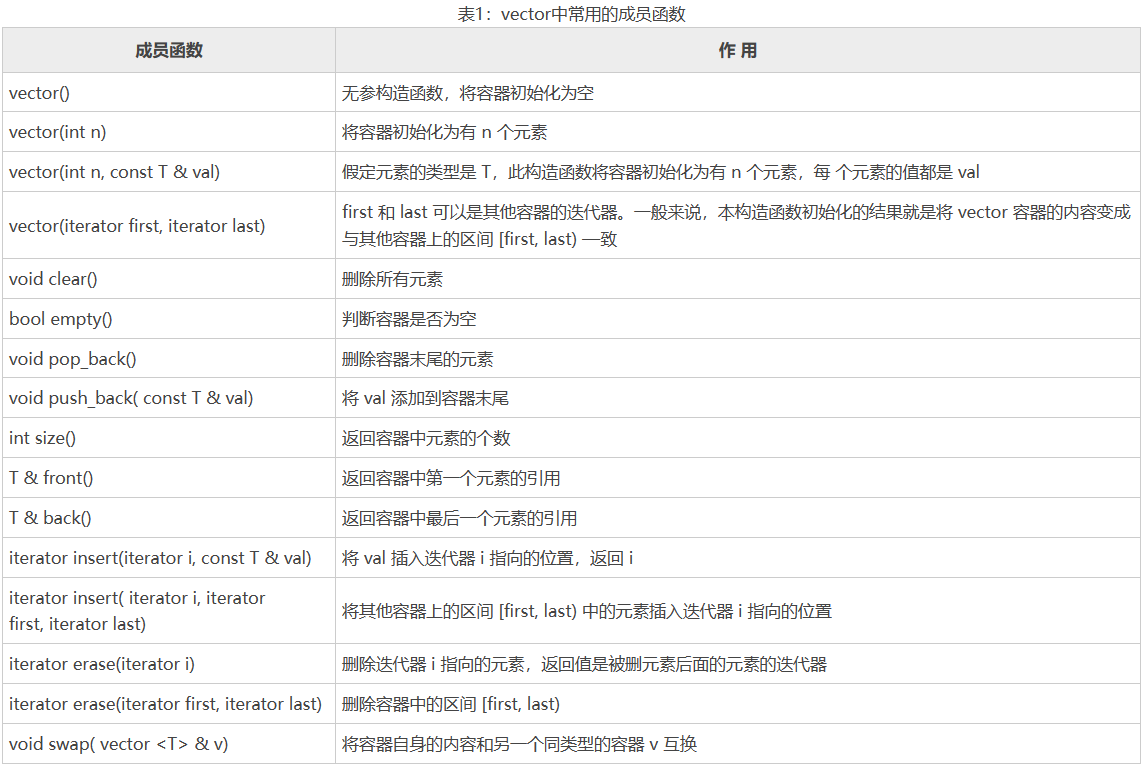 表1：vector中常用的成员函数
成员函数
作 用
vector()
无参构造函数，将容器初始化为空
vector(int n)
将容器初始化为有 n 个元素
vector(int n, const T & val)
假定元素的类型是 T，此构造函数将容器初始化为有 n 个元素，每 个元素的值都是 val
vector(iterator first, iterator last)
first 和 last 可以是其他容器的迭代器。一般来说，本构造函数初始化的结果就是将 vector 容器的内容变成
与其他容器上的区间 [first, last) —致
void clear()
删除所有元素
bool empty()
判断容器是否为空
void pop_back()
删除容器末尾的元素
void push_back( const T & val)
将 val 添加到容器末尾
int size()
返回容器中元素的个数
T & front()
返回容器中第一个元素的引用
T & back()
返回容器中最后一个元素的引用
iterator insert(iterator i, const T & val)
将 val 插入迭代器 i 指向的位置，返回 i
iterator insert( iterator i, iterator
first, iterator last)
将其他容器上的区间 [first, last) 中的元素插入迭代器 i 指向的位置
iterator erase(iterator i)
删除迭代器 i 指向的元素，返回值是被删元素后面的元素的迭代器
iterator erase(iterator first, iterator last)
删除容器中的区间 [first, last)
void swap( vector <T> & v)
将容器自身的内容和另一个同类型的容器 v 互换